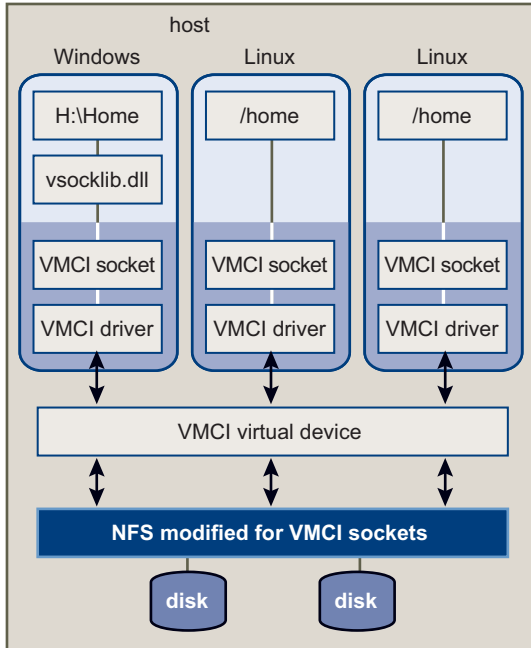 host
Windows
Linux
Linux
H:\Home
/home
/home
vsocklib.dll
VMCI socket
VMCI socket
VMCI socket
VMCI driver
VMCI driver
VMCI driver
VMCI virtual device
NFS modified for VMCI sockets
disk
disk